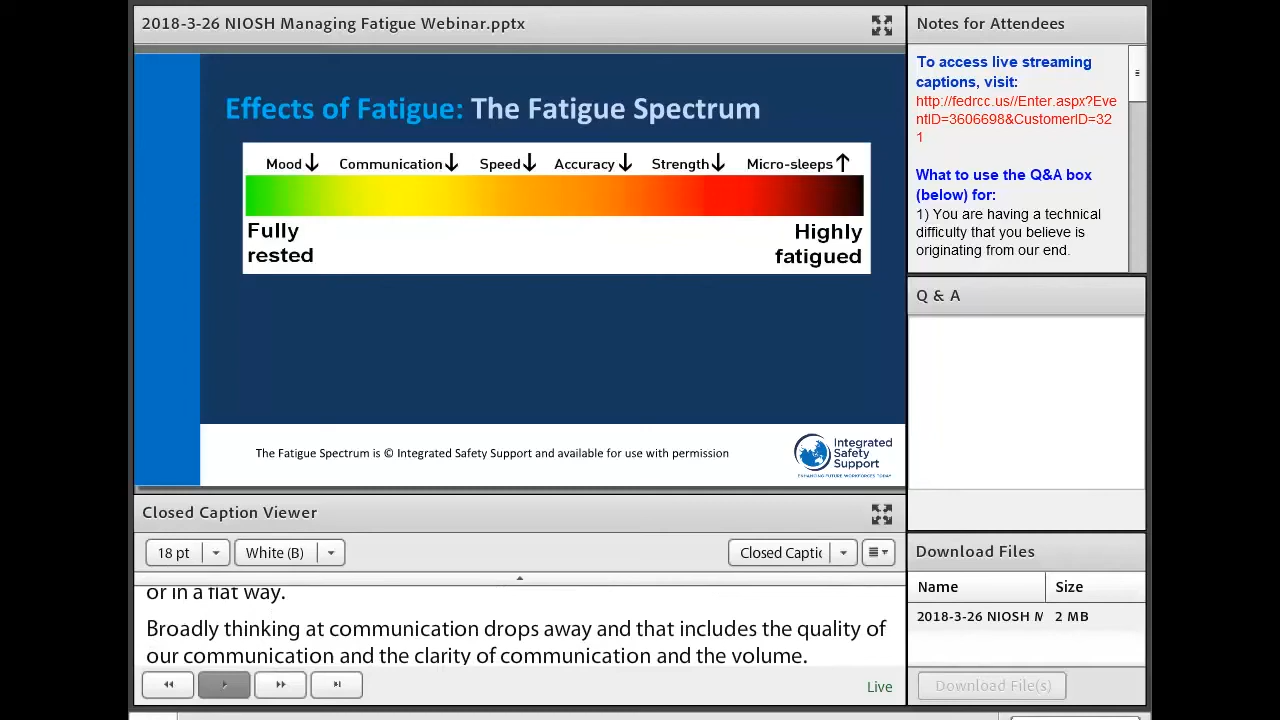 2018-3-26 NIOSH Managing Fatigue Webinar.pptx
Effects of Fatigue: The Fatigue Spectrum
Mood↓ Communication↓ Speed↓ Accuracy↓ Strength↓ Micro-sleeps↑
Fully
rested
Highly
fatigued
The Fatigue Spectrum is © Integrated Safety Support and available for use with permission
Integrated
Safety
Support
ENHANCING FUTURE WORKFORCES TODAY
Closed Caption Viewer
18 pt
White (B)
Closed Captic
or in a flat way.
Broadly thinking at communication drops away and that includes the quality of
our communication and the clarity of communication and the volume.
Live
Notes for Attendees
To access live streaming
captions, visit:
http://fedrcc.us//Enter.aspx?Eve
ntID=3606698&CustomerID=32
1
What to use the Q&A box
(below) for:
1) You are having a technical
difficulty that you believe is
originating from our end.
Q & A
Download Files
Name Size
2018-3-26 NIOSH M 2 MB
Download File(s)